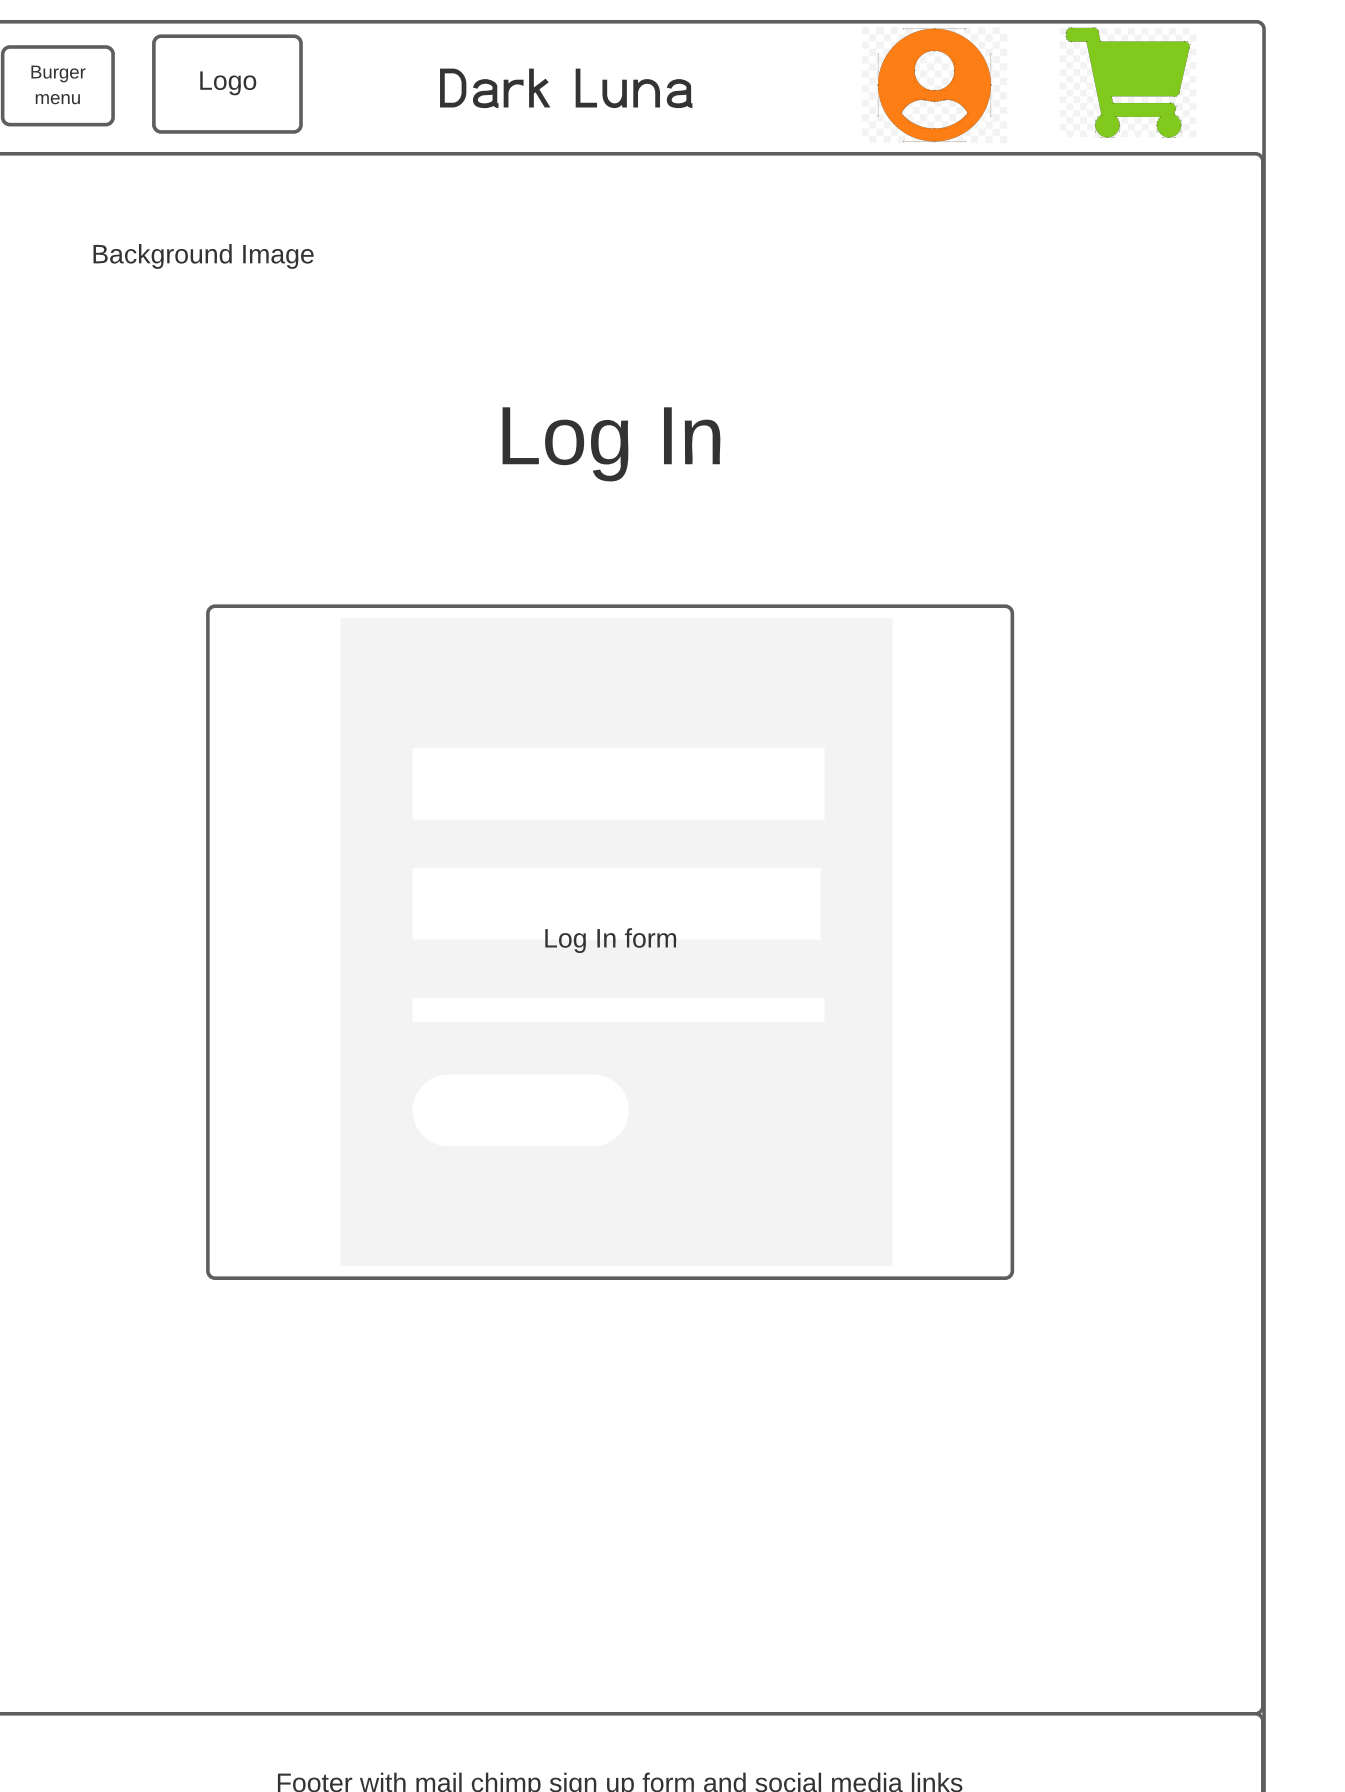 Burger
menu
Logo
Dark Luna
Background Image
Log In
Log In form
Footer with mail chimp sign up form and social media links